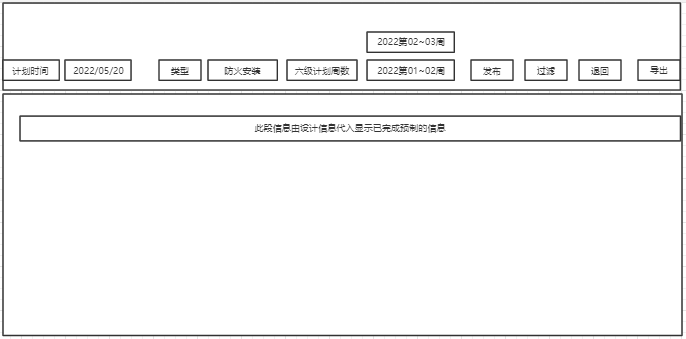 2022第02~03周
计划时间 2022/05/20 类型 防火安装 六级计划周数 2022第01~02周 发布 过滤 退回 导出
此段信息由设计信息代入显示已完成预制的信息